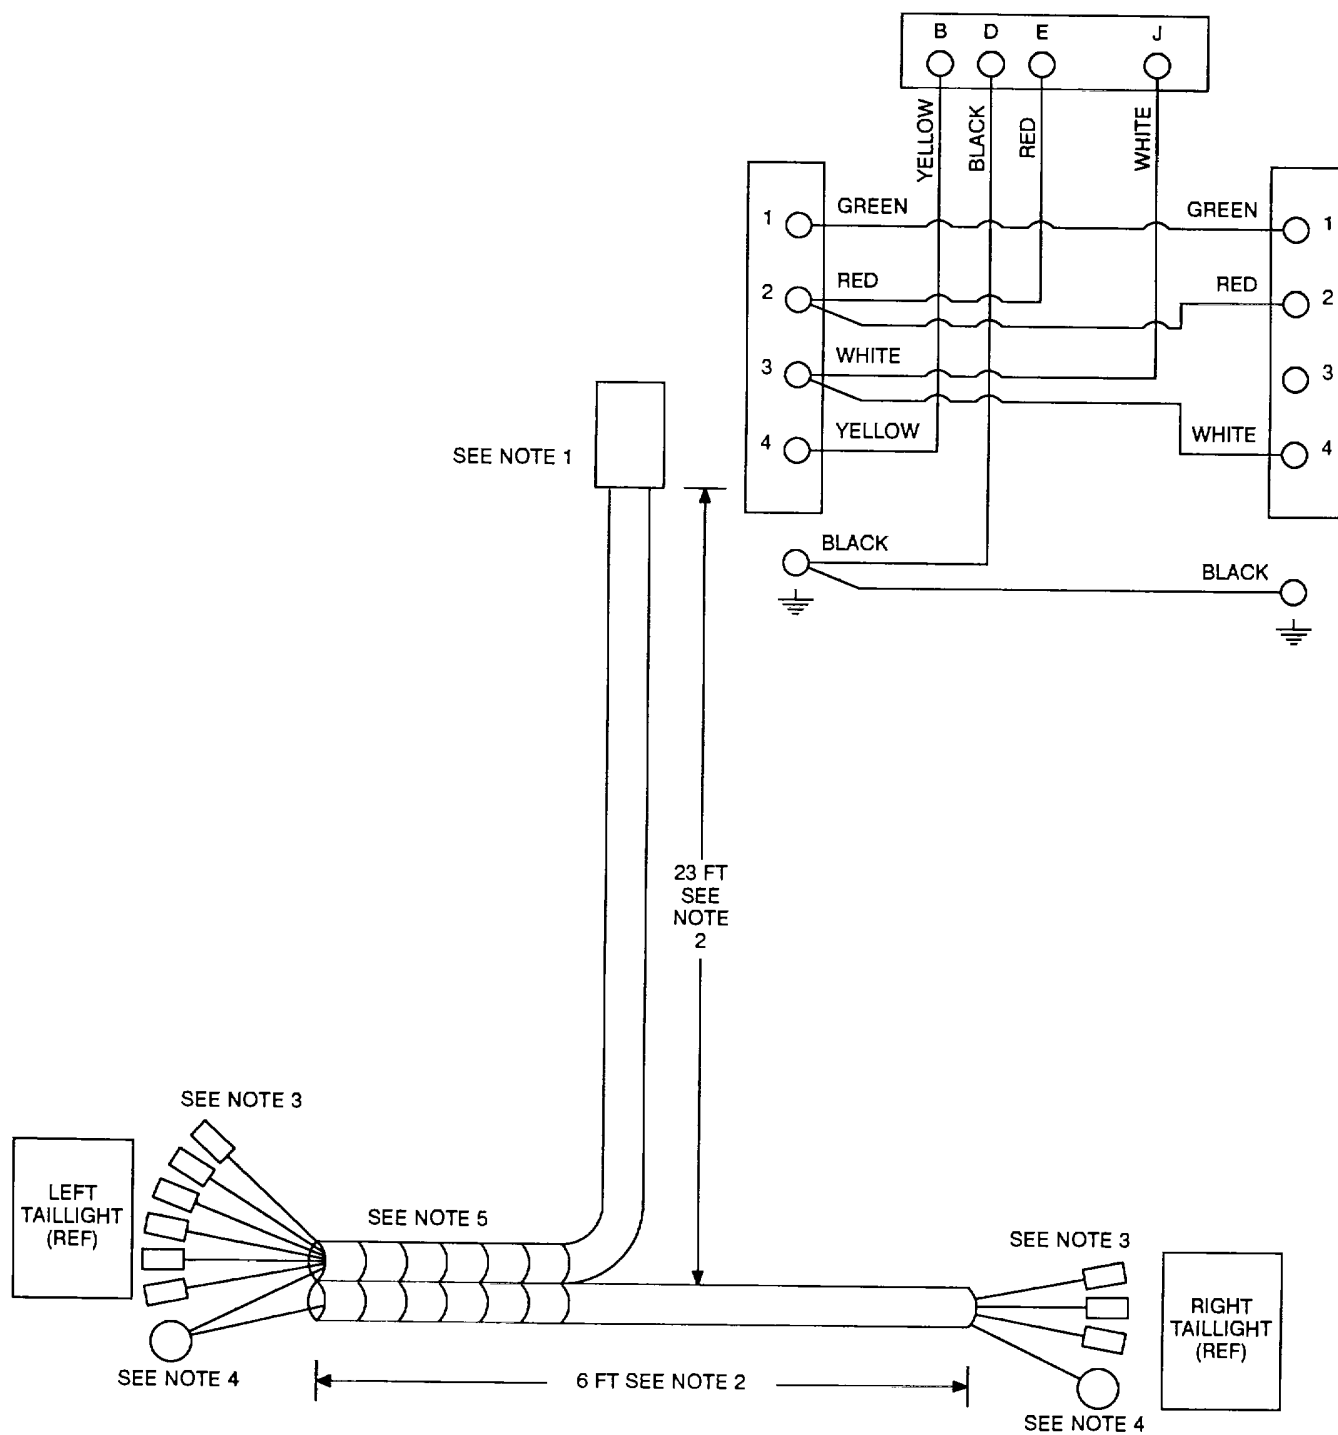 B D E J
YELLOW
BLACK
RED
WHITE
1 GREEN GREEN 1
2 RED RED 2
3 WHITE 3
4 YELLOW WHITE 4
BLACK
BLACK
SEE NOTE 1
23 FT
SEE
NOTE
2
SEE NOTE 3
LEFT
TAILLIGHT
(REF)
SEE NOTE 5
SEE NOTE 4
6 FT SEE NOTE 2
SEE NOTE 3
RIGHT
TAILLIGHT
(REF)
SEE NOTE 4